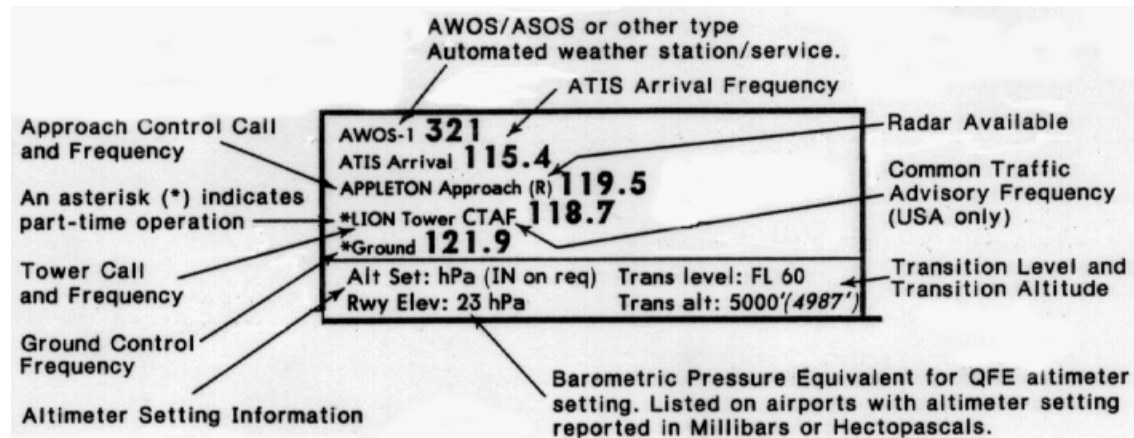 AWOS/ASOS or other type
Automated weather station/service.
ATIS Arrival Frequency
Approach Control Call
and Frequency
An asterisk (*) indicates
part-time operation
Tower Call
and Frequency
Ground Control
Frequency
Altimeter Setting Information
AWOS-1 321
ATIS Arrival 115.4
APPLETON Approach (R) 119.5
*LION Tower CTAF 118.7
*Ground 121.9
Alt Set: hPa (IN on req) Trans level: FL 60
Rwy Elev: 23 hPa Trans alt: 5000'(4987')
Radar Available
Common Traffic
Advisory Frequency
(USA only)
Transition Level and
Transition Altitude
Barometric Pressure Equivalent for QFE altimeter
setting. Listed on airports with altimeter setting
reported in Millibars or Hectopascals.